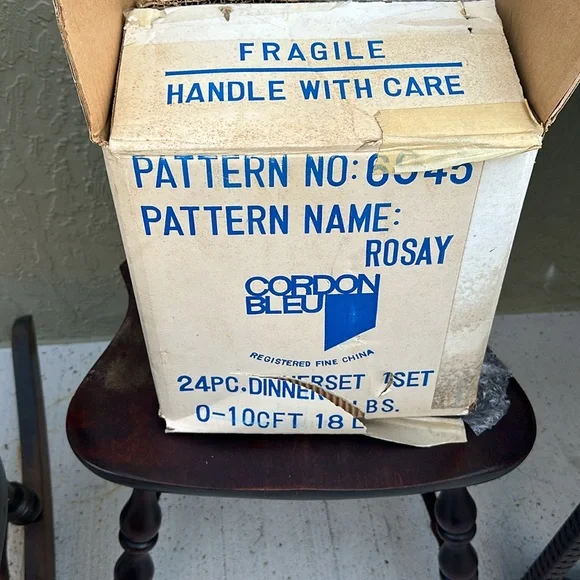 FRAGILE
HANDLE WITH CARE
PATTERN NO:
PATTERN NAME:
ROSAY
CORDON
BLEU
REGISTERED FINE CHINA
24PC. 1SET
0-10CFT 18